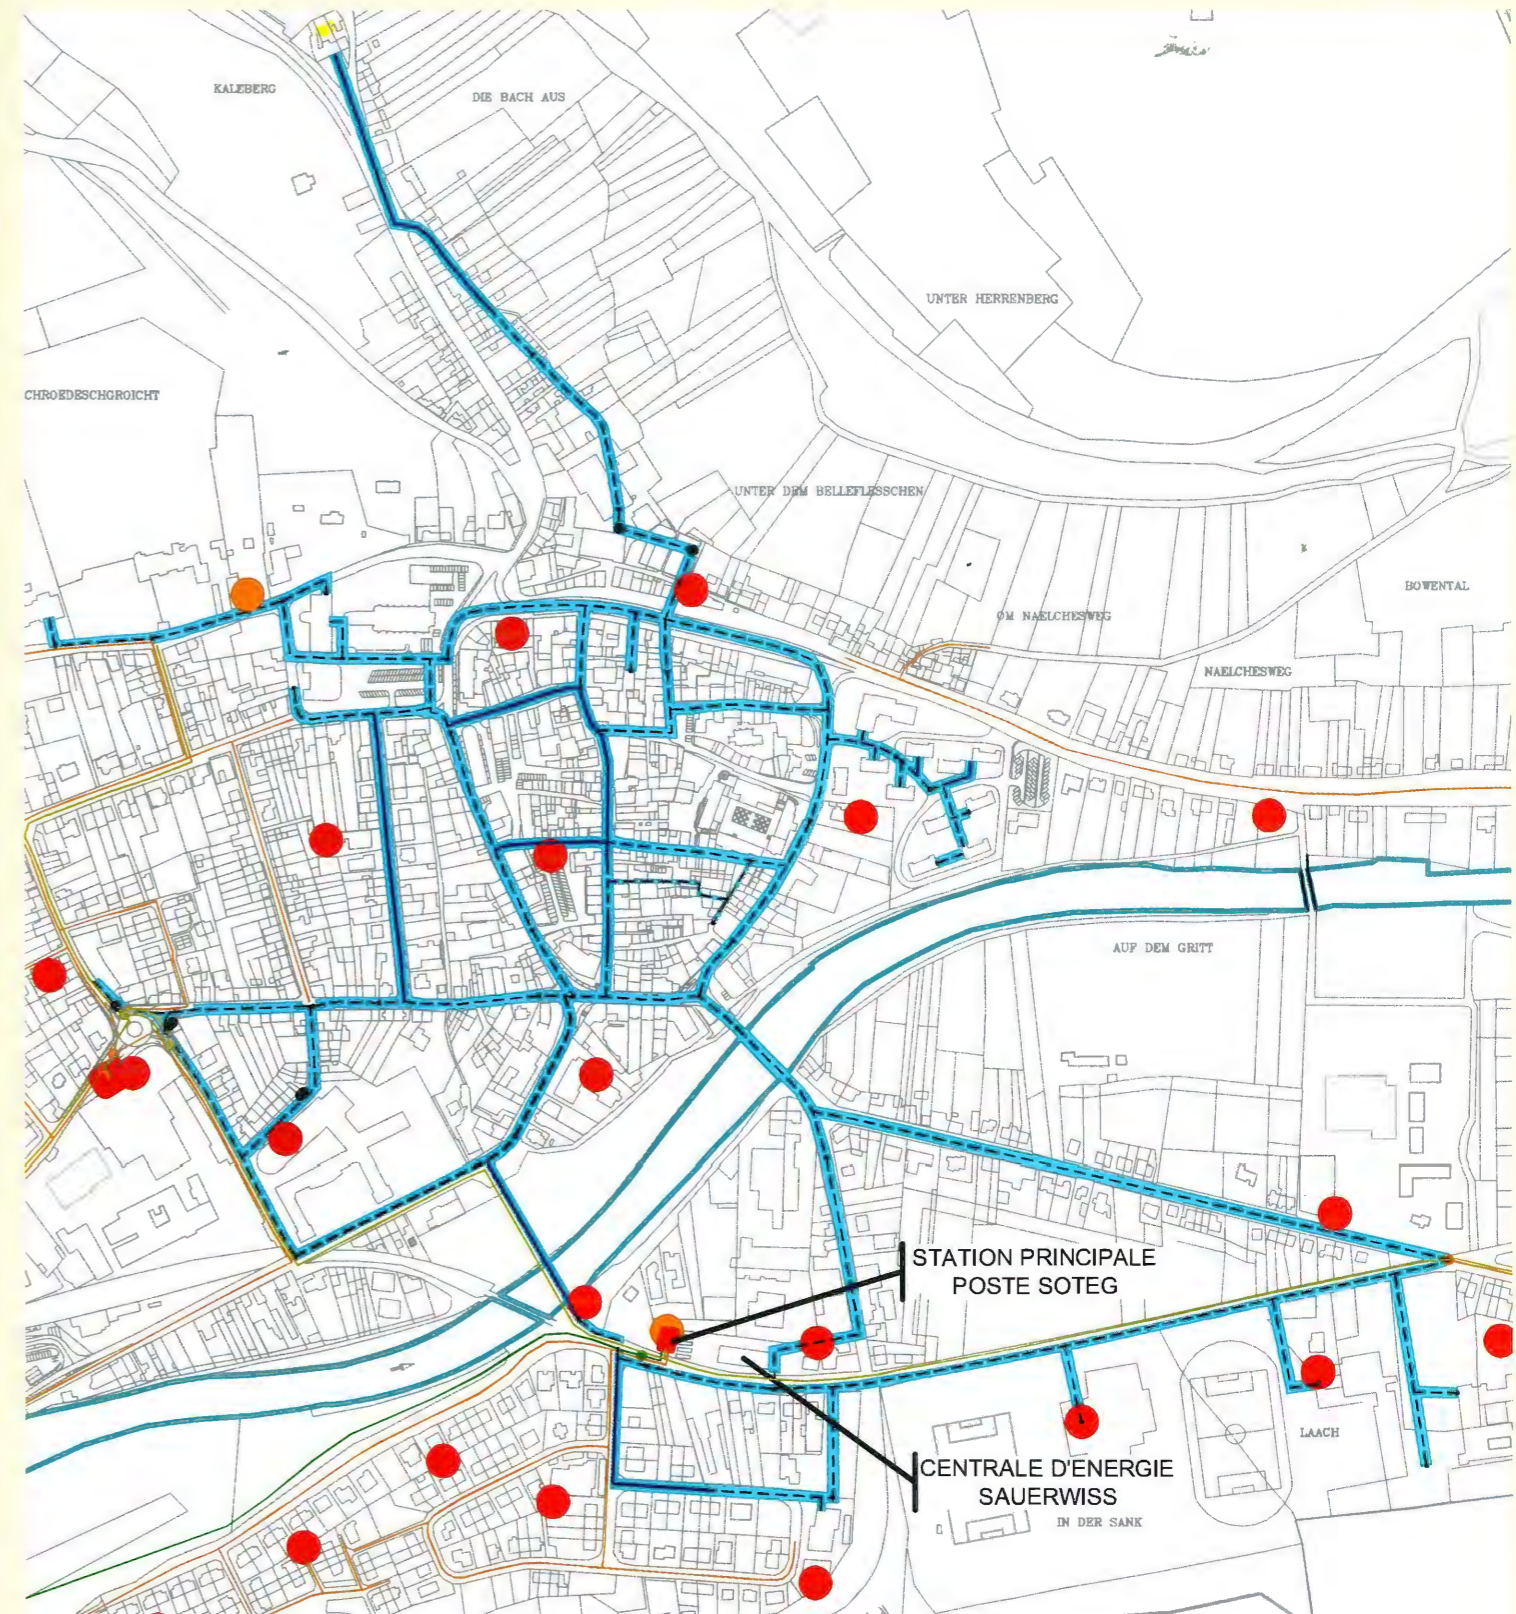 KALEBERG
DIE BACH AUS
UNTER HERRENBERG
CHROEDESCHGROICHT
UNTER DEM BELLEFLESSCHEN
BOWENTAL
OM NAELCHESWEG
NAELCHESWEG
AUF DEM GRITT
STATION PRINCIPALE
POSTE SOTEG
LAACH
CENTRALE D'ENERGIE
SAUERWISS
IN DER SANK